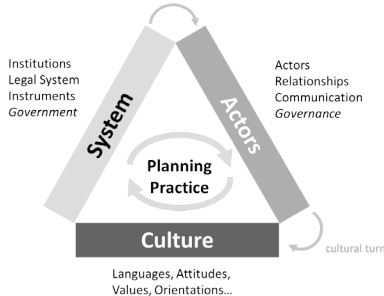 Institutions
Legal System
Instruments
Government
System
Actors
Actors
Relationships
Communication
Governance
Planning
Practice
Culture
cultural turn
Languages, Attitudes,
Values, Orientations...